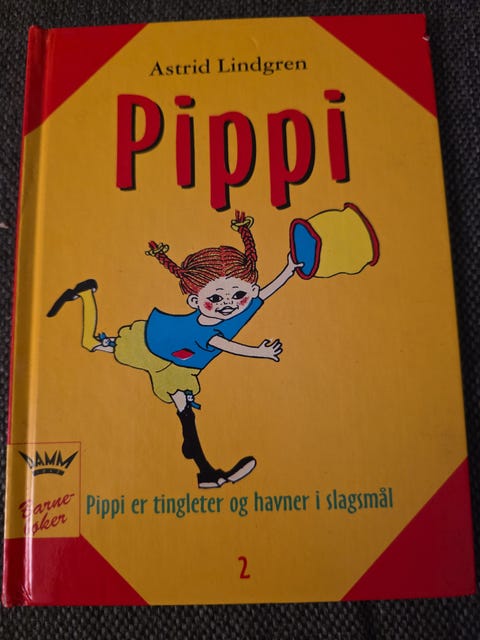 Astrid Lindgren
Pippi
DAMM
Barne-
bøker
Pippi er tingleter og havner i slagsmål
2